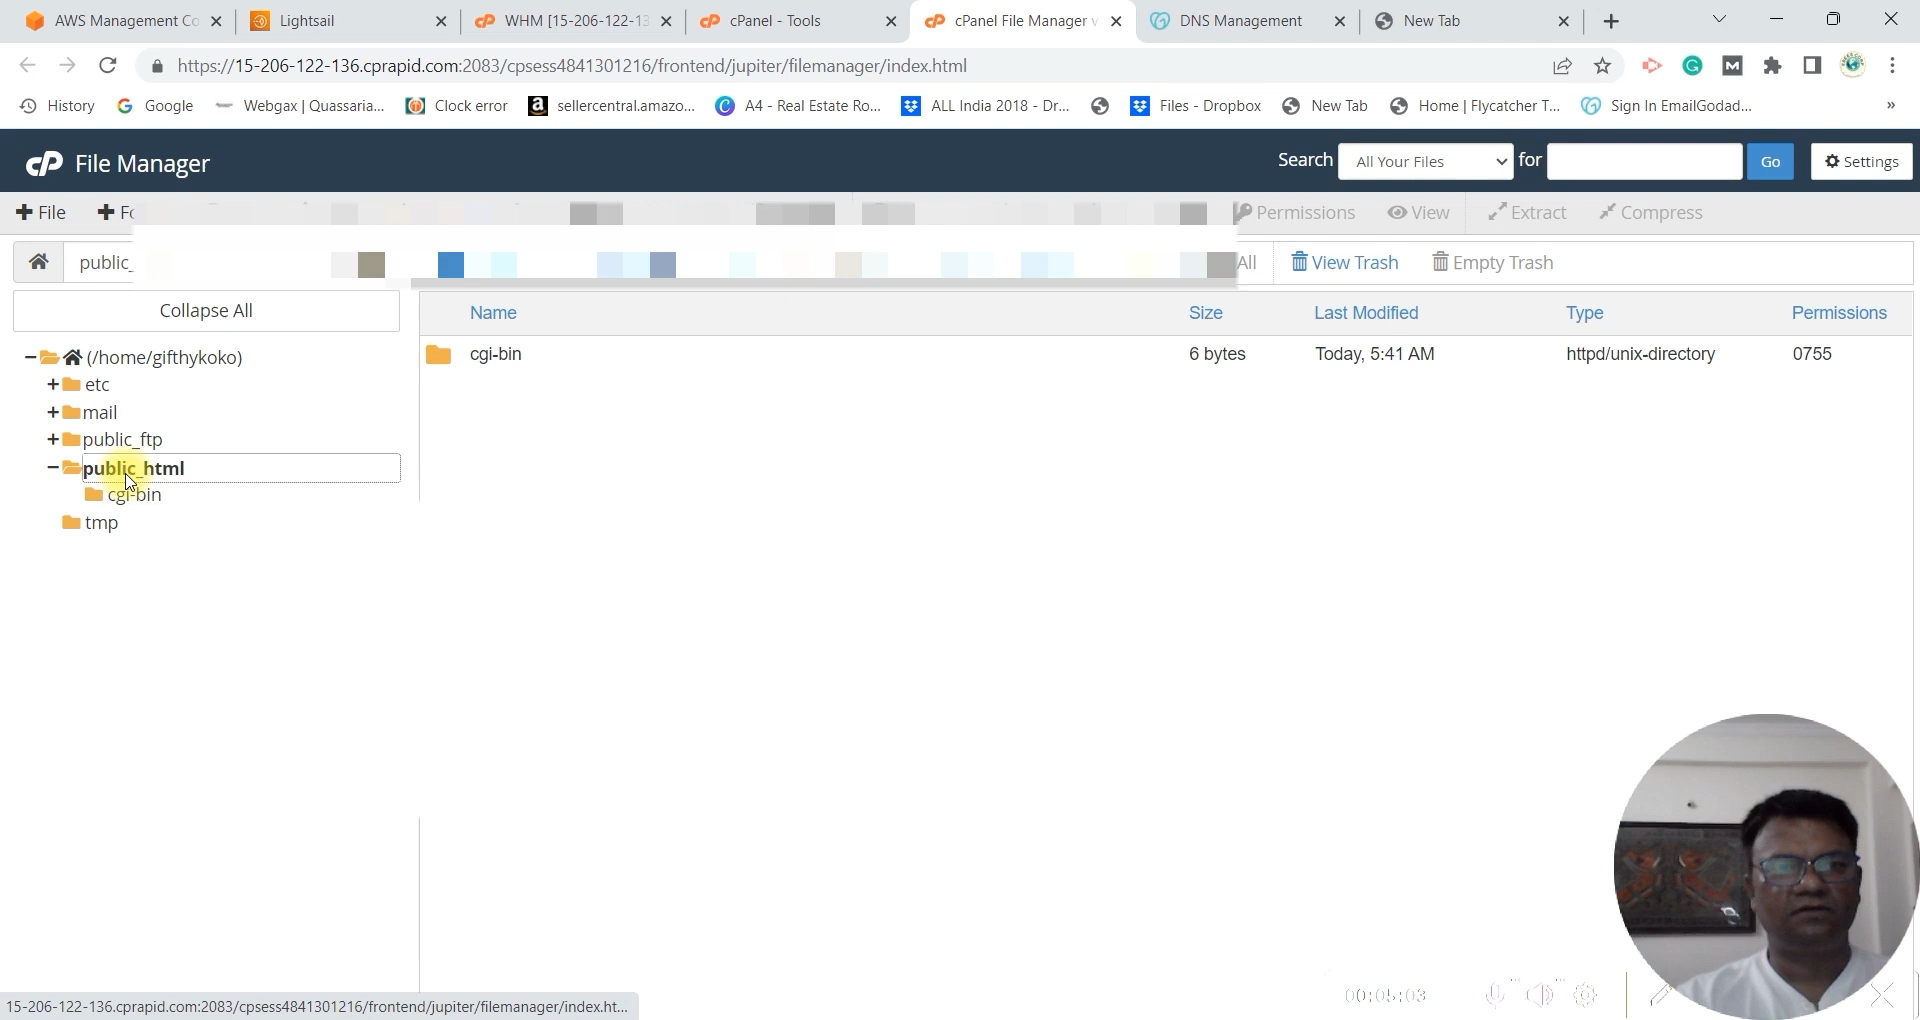 AWS Management Co
Lightsail
WHM [15-206-122-13
cPanel - Tools
cPanel File Manager v
DNS Management
New Tab
https://15-206-122-136.cprapid.com:2083/cpsess4841301216/frontend/jupiter/filemanager/index.html
History
Google
Webgax | Quassaria...
Clock error
sellercentral.amazo...
A4 - Real Estate Ro...
ALL India 2018 - Dr...
Files - Dropbox
New Tab
Home | Flycatcher T...
Sign In EmailGodad...
»
cP File Manager
Search
All Your Files
for
Go
Settings
+ File
+ Fo
Permissions
View
Extract
Compress
public_
All
View Trash
Empty Trash
Collapse All
Name
Size
Last Modified
Type
Permissions
cgi-bin
6 bytes
Today, 5:41 AM
httpd/unix-directory
0755
(/home/gifthykoko)
etc
mail
public_ftp
public_html
cgi-bin
tmp
00:05:03
15-206-122-136.cprapid.com:2083/cpsess4841301216/frontend/jupiter/filemanager/index.ht...